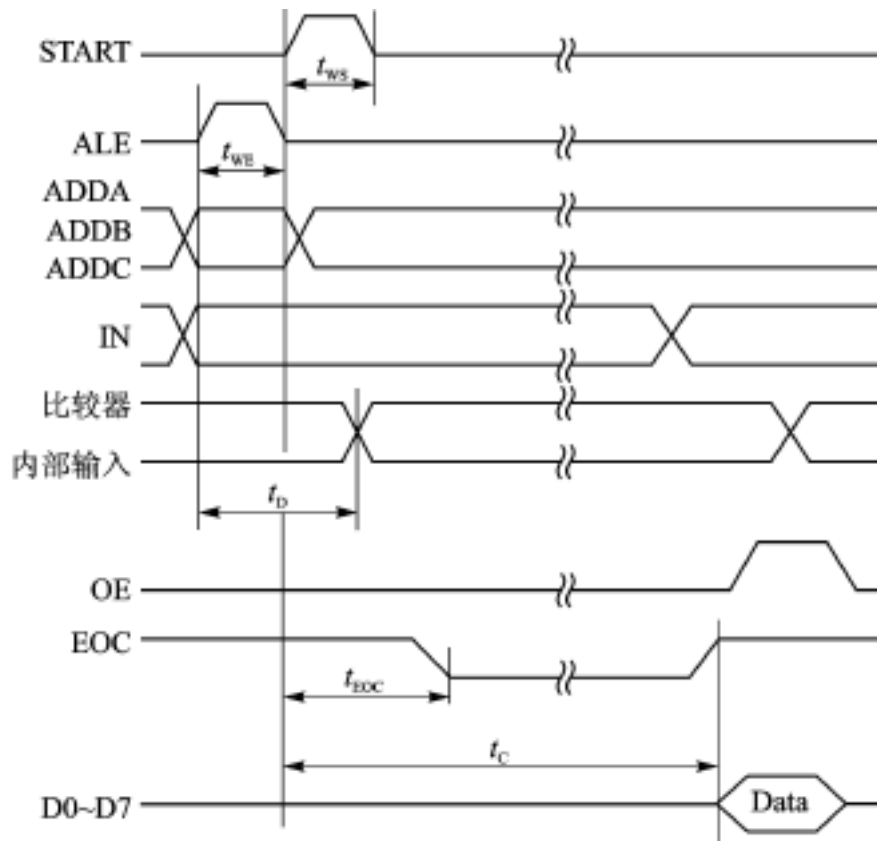 START
t_WS
ALE
t_WE
ADDA
ADDB
ADDC
IN
比较器
内部输入
t_D
OE
EOC
t_EOC
t_C
D0~D7
Data